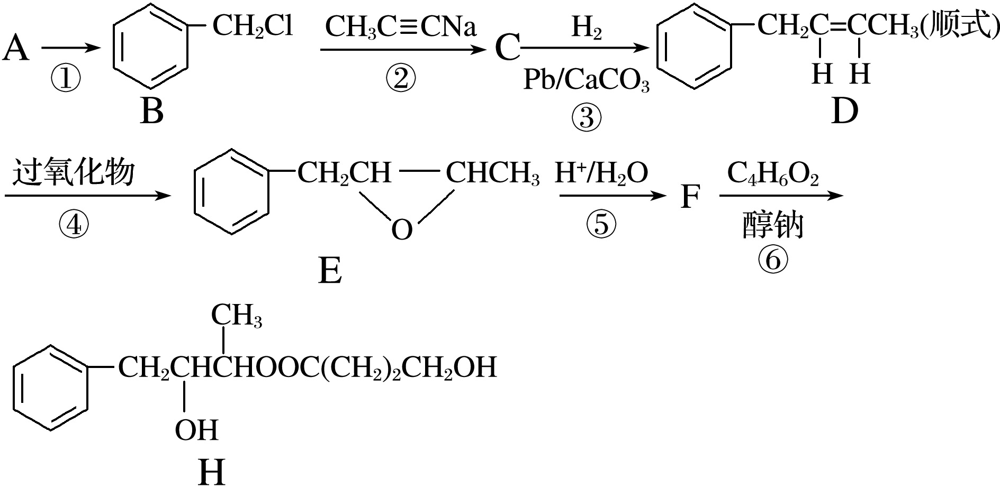 A ① B CH₂Cl CH₃C≡CNa ② C H₂ Pb/CaCO₃ ③ CH₂C=CCH₃(顺式) H H D
过氧化物 ④ CH₂CH CHCH₃ O E H⁺/H₂O ⑤ F C₄H₆O₂ 醇钠 ⑥
CH₃
CH₂CHCHOOC(CH₂)₂CH₂OH
OH
H